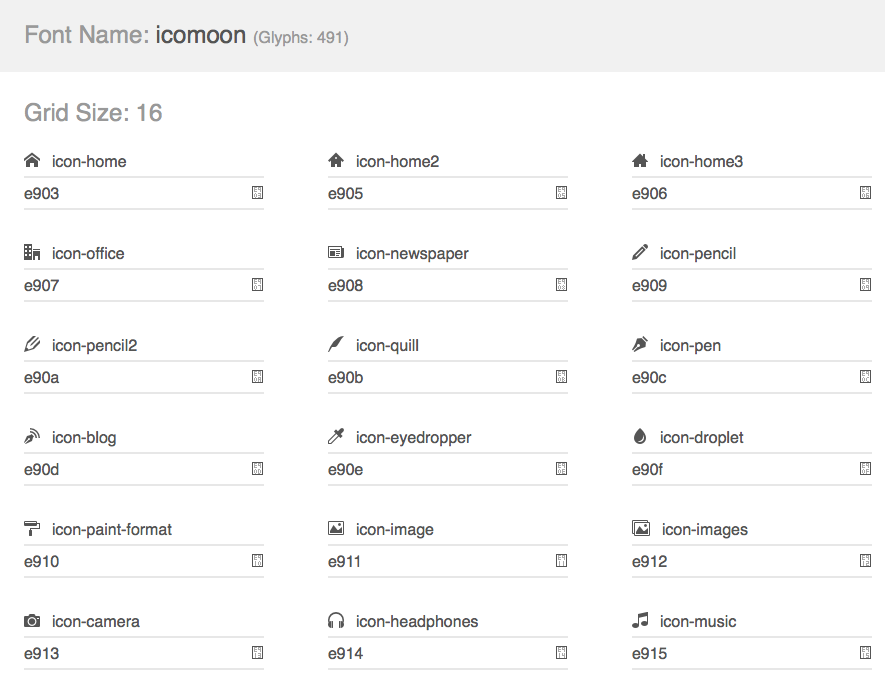 Font Name: icomoon (Glyphs: 491)
Grid Size: 16
icon-home icon-home2 icon-home3
e903 e905 e906
icon-office icon-newspaper icon-pencil
e907 e908 e909
icon-pencil2 icon-quill icon-pen
e90a e90b e90c
icon-blog icon-eyedropper icon-droplet
e90d e90e e90f
icon-paint-format icon-image icon-images
e910 e911 e912
icon-camera icon-headphones icon-music
e913 e914 e915